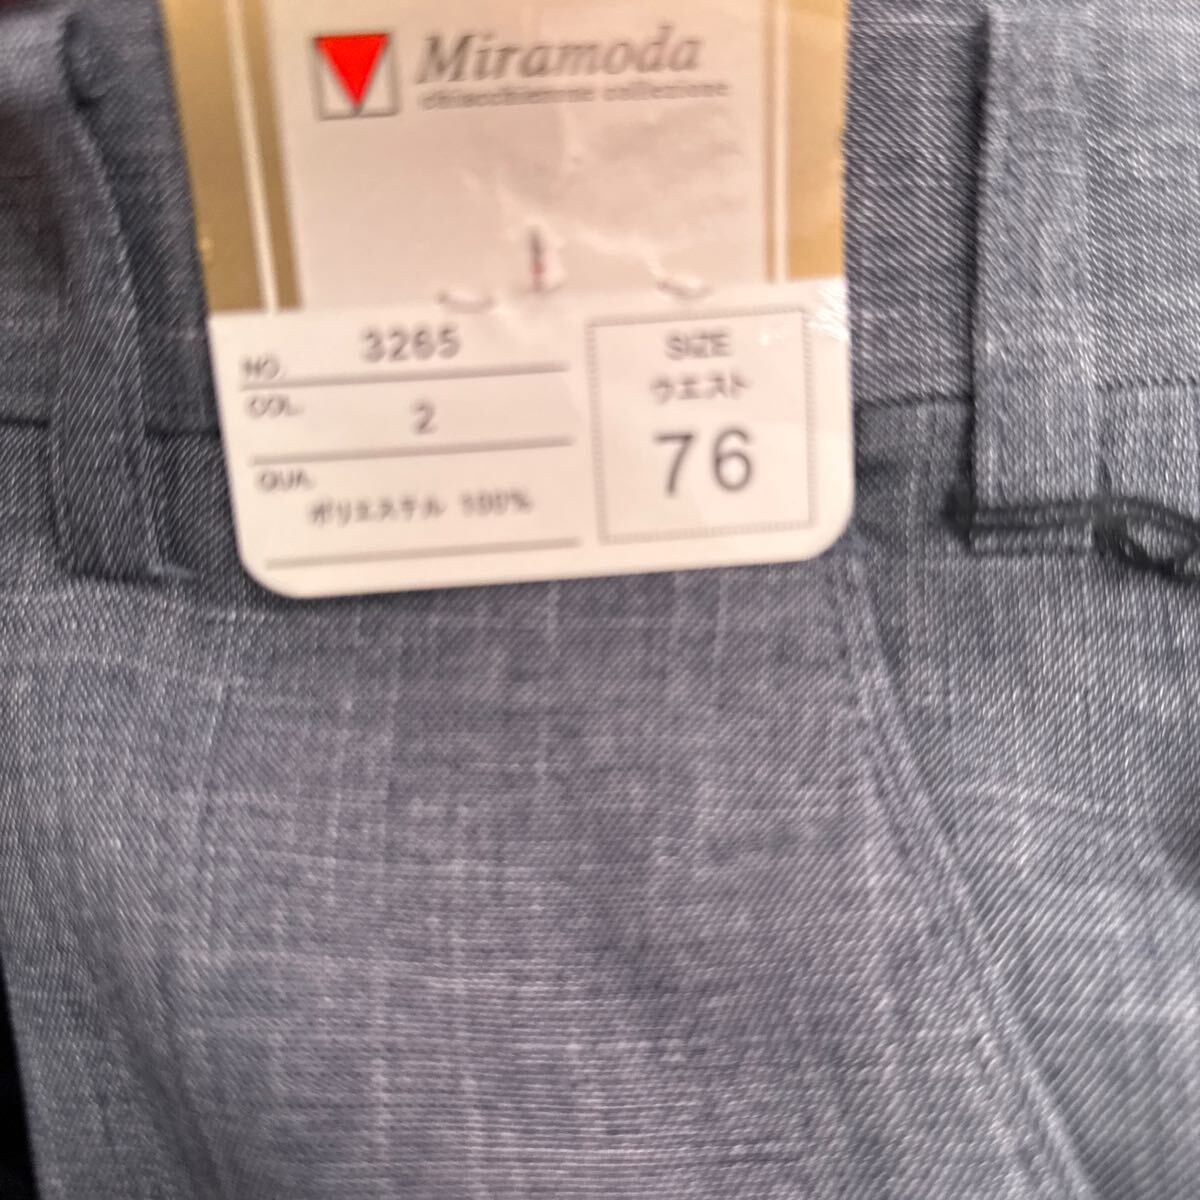 Miramoda
NO. 3265
COL. 2
QUA.
ポリエステル 100%
SIZE
ウエスト
76